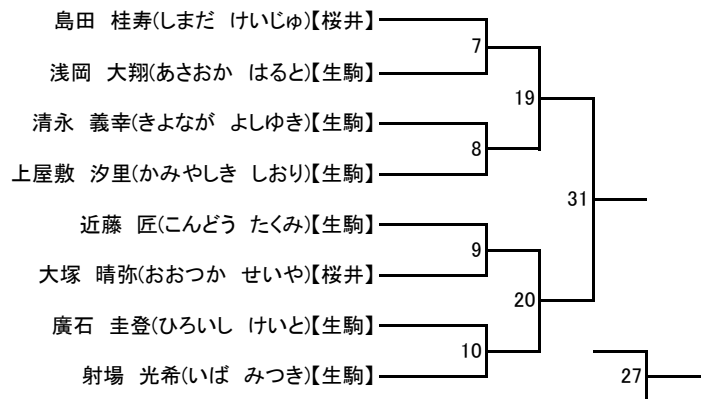 島田　桂寿(しまだ　けいじゅ)【桜井】
7
浅岡　大翔(あさおか　はると)【生駒】
19
清永　義幸(きよなが　よしゆき)【生駒】
8
上屋敷　汐里(かみやしき　しおり)【生駒】
31
近藤　匠(こんどう　たくみ)【生駒】
9
大塚　晴弥(おおつか　せいや)【桜井】
20
廣石　圭登(ひろいし　けいと)【生駒】
10
射場　光希(いば　みつき)【生駒】
27